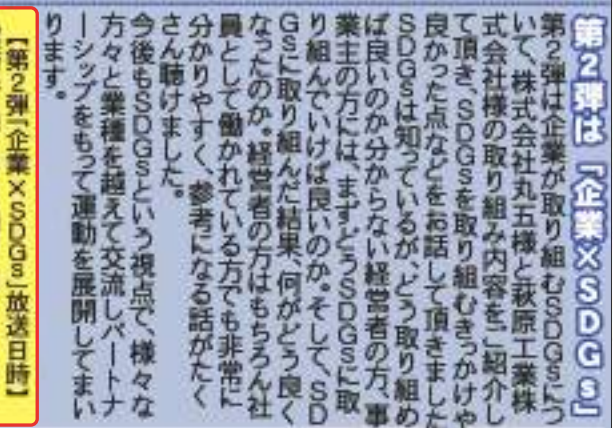 第2弾は『企業×SDGs』
第2弾は企業が取り組むSDGsにつ
いて、株式会社丸五様と萩原工業株
式会社様の取り組み内容をご紹介し
て頂き、SDGsを取り組むきっかけや
良かった点などをお話して頂きました
SDGsは知っているが、どう取り組め
ば良いのか分からない経営者の方、事
業主の方には、まずどうSDGsに取
り組んでいけば良いのか。そして、SD
Gsに取り組んだ結果、何がどう良く
なったのか。経営者の方はもちろん社
員として働かれている方でも非常に
分かりやすく、参考になる話がたく
さん聴けました。
今後もSDGsという視点で、様々な
方々と業種を越えて交流しパートナ
ーシップをもって運動を展開してまい
ります。
【第2弾『企業×SDGs』放送日時】